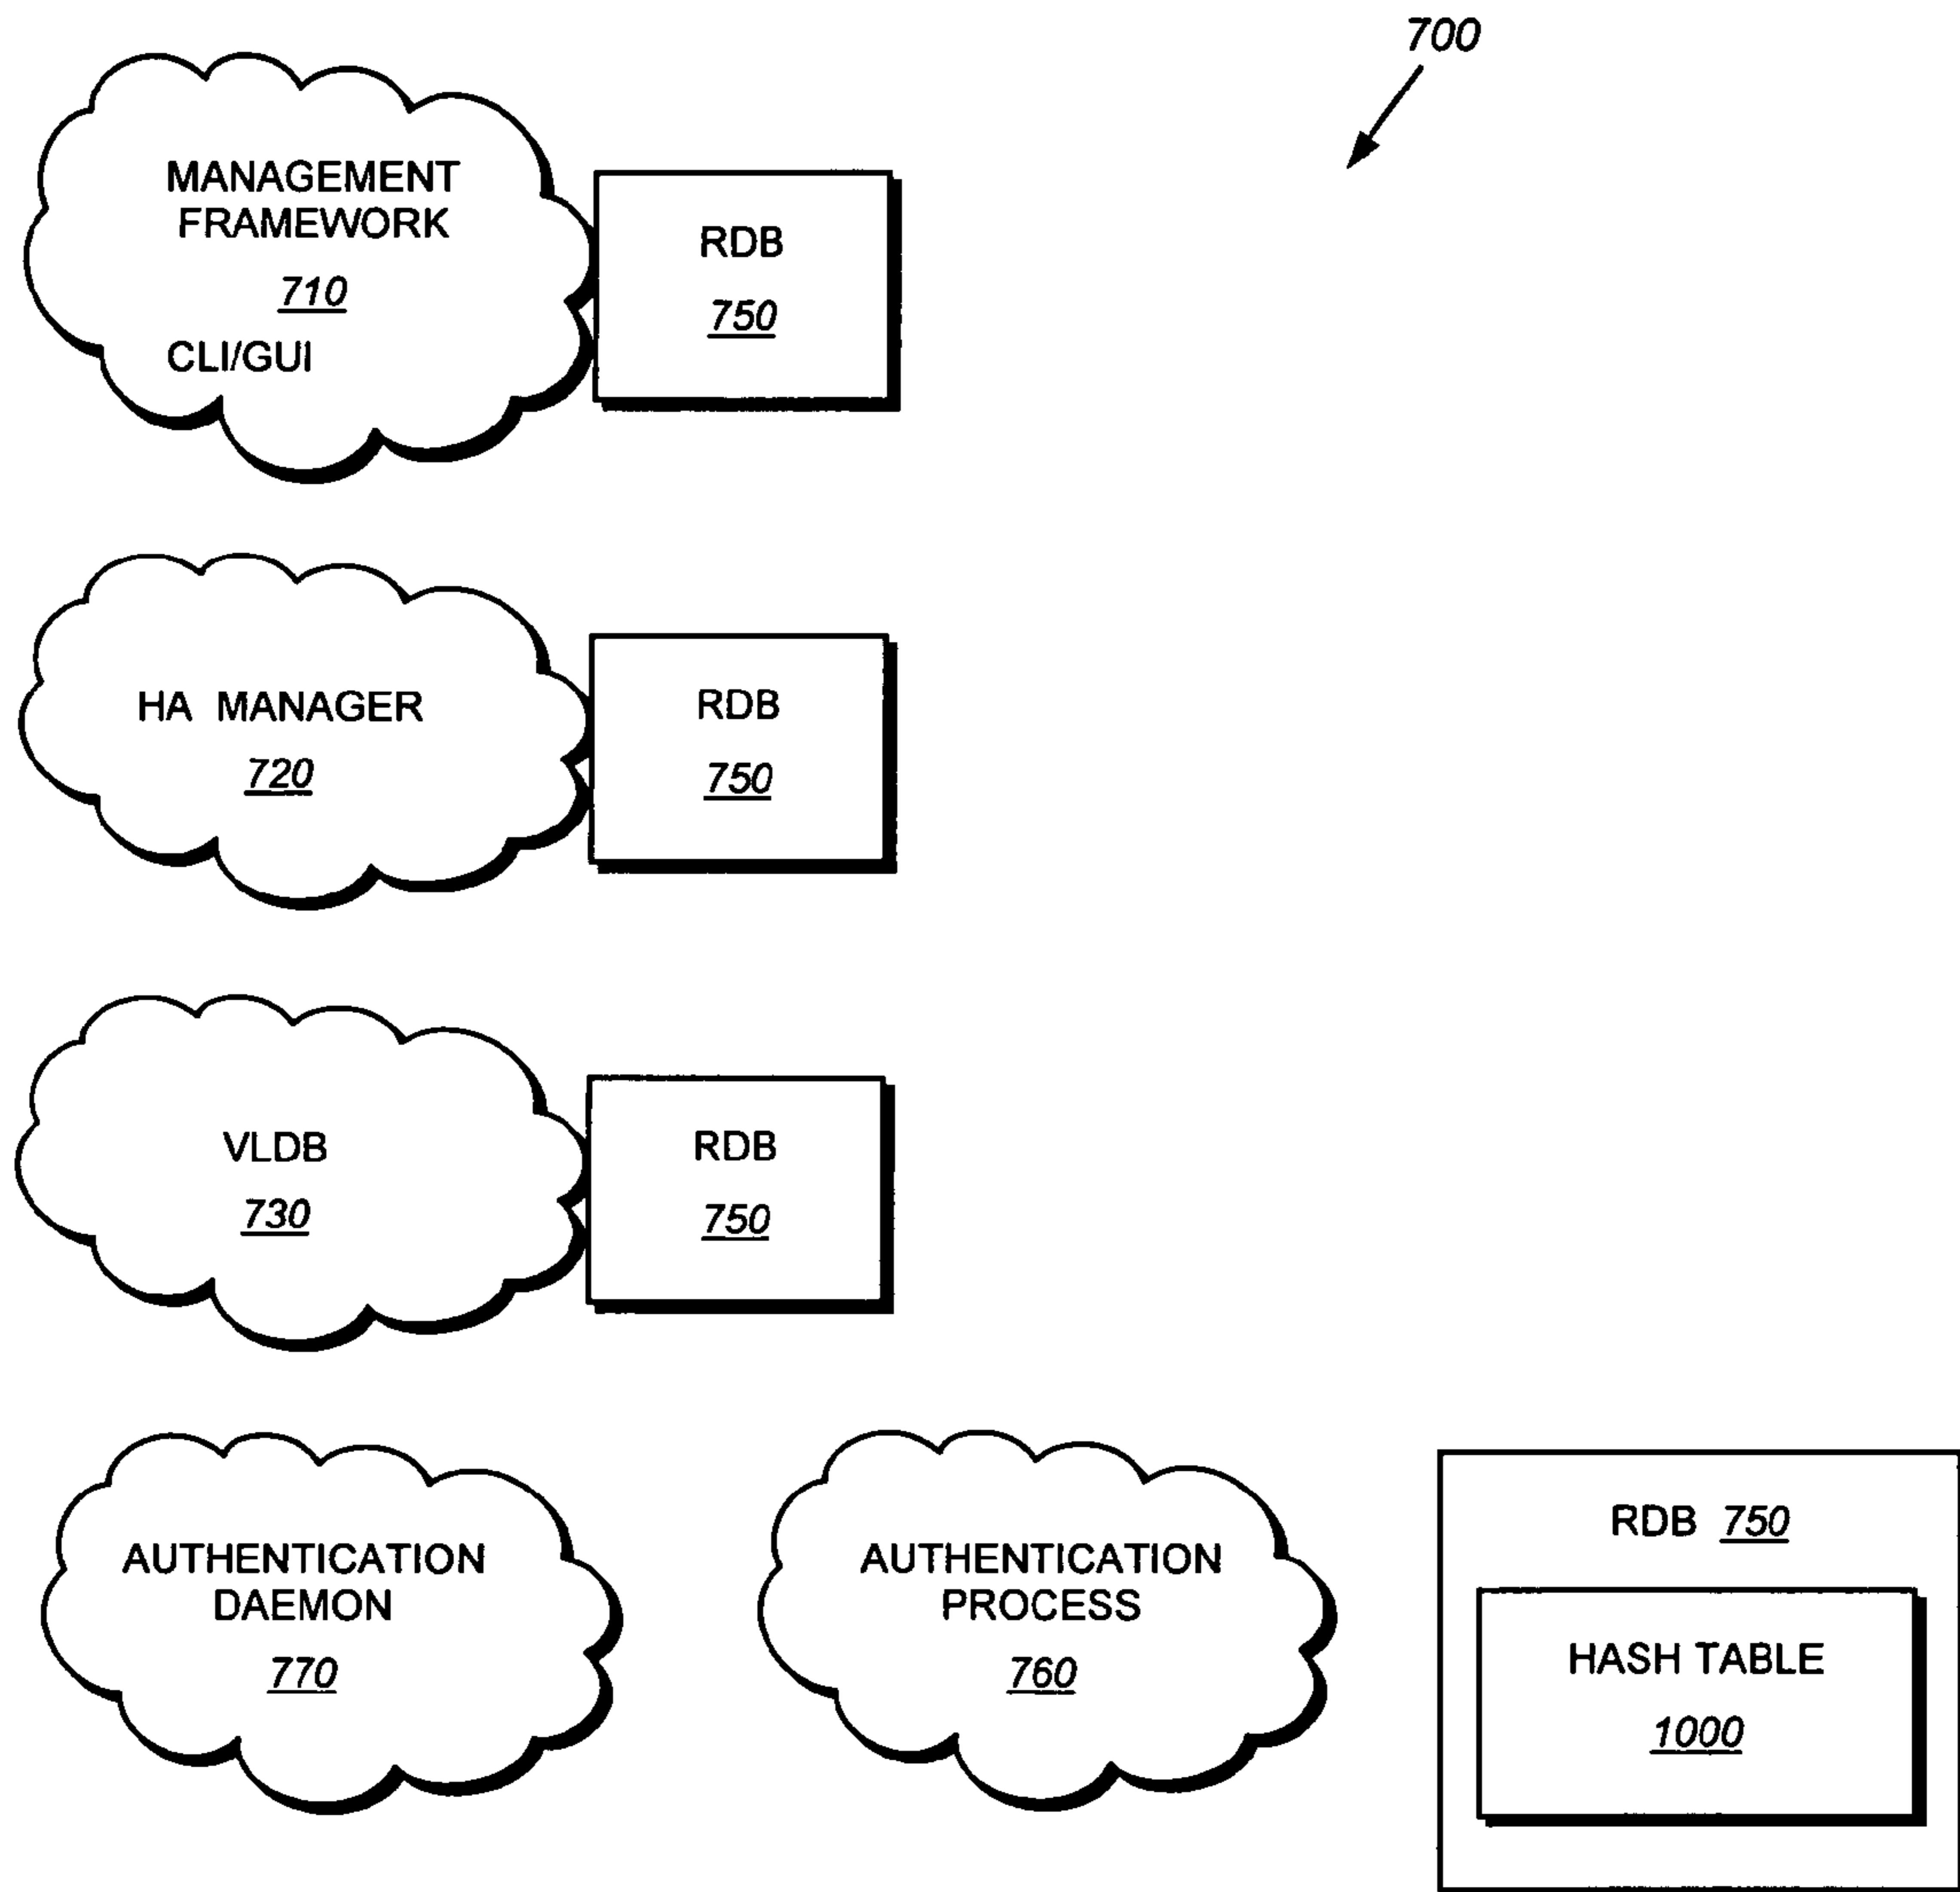 700
MANAGEMENT
FRAMEWORK
710
CLI/GUI
RDB
750
HA MANAGER
720
RDB
750
VLDB
730
RDB
750
AUTHENTICATION
DAEMON
770
AUTHENTICATION
PROCESS
760
RDB 750
HASH TABLE
1000